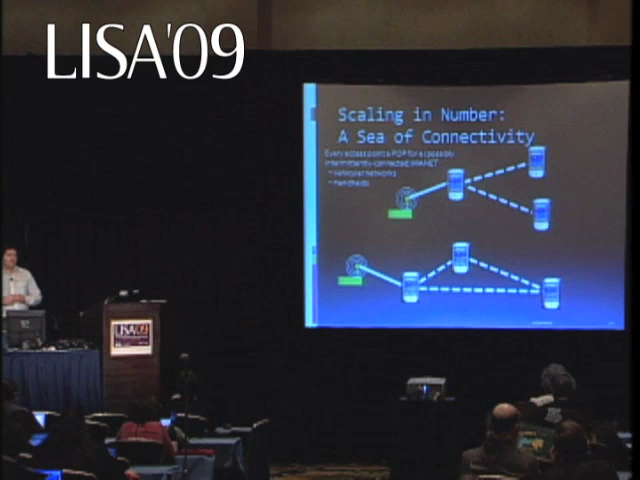 LISA'09
Scaling in Number:
A Sea of Connectivity
Every access point a POP for a (possibly
intermittently-connected) MANET
• Vehicular networks
• Handhelds
LISA'09